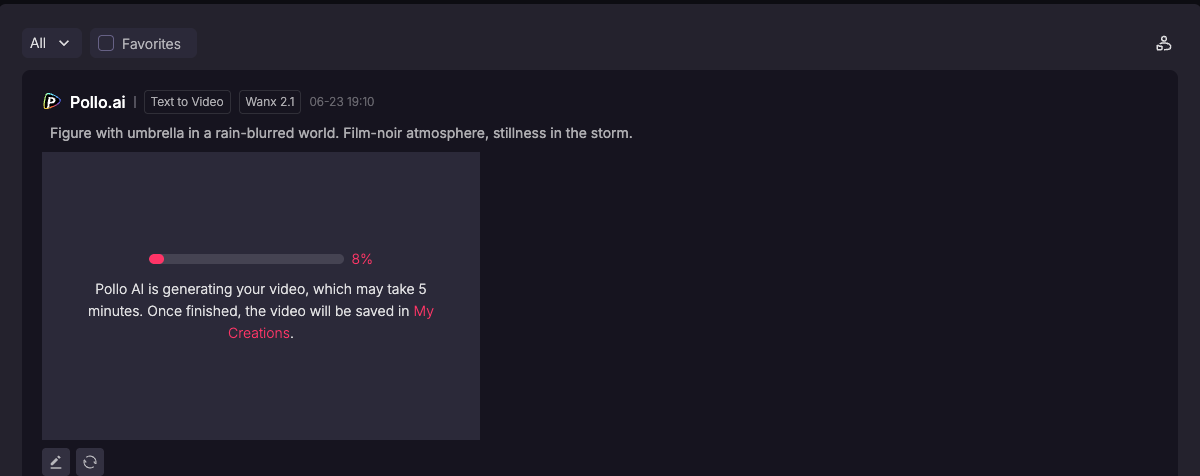 All
Favorites
Pollo.ai | Text to Video Wanx 2.1 06-23 19:10
Figure with umbrella in a rain-blurred world. Film-noir atmosphere, stillness in the storm.
8%
Pollo AI is generating your video, which may take 5
minutes. Once finished, the video will be saved in My
Creations.